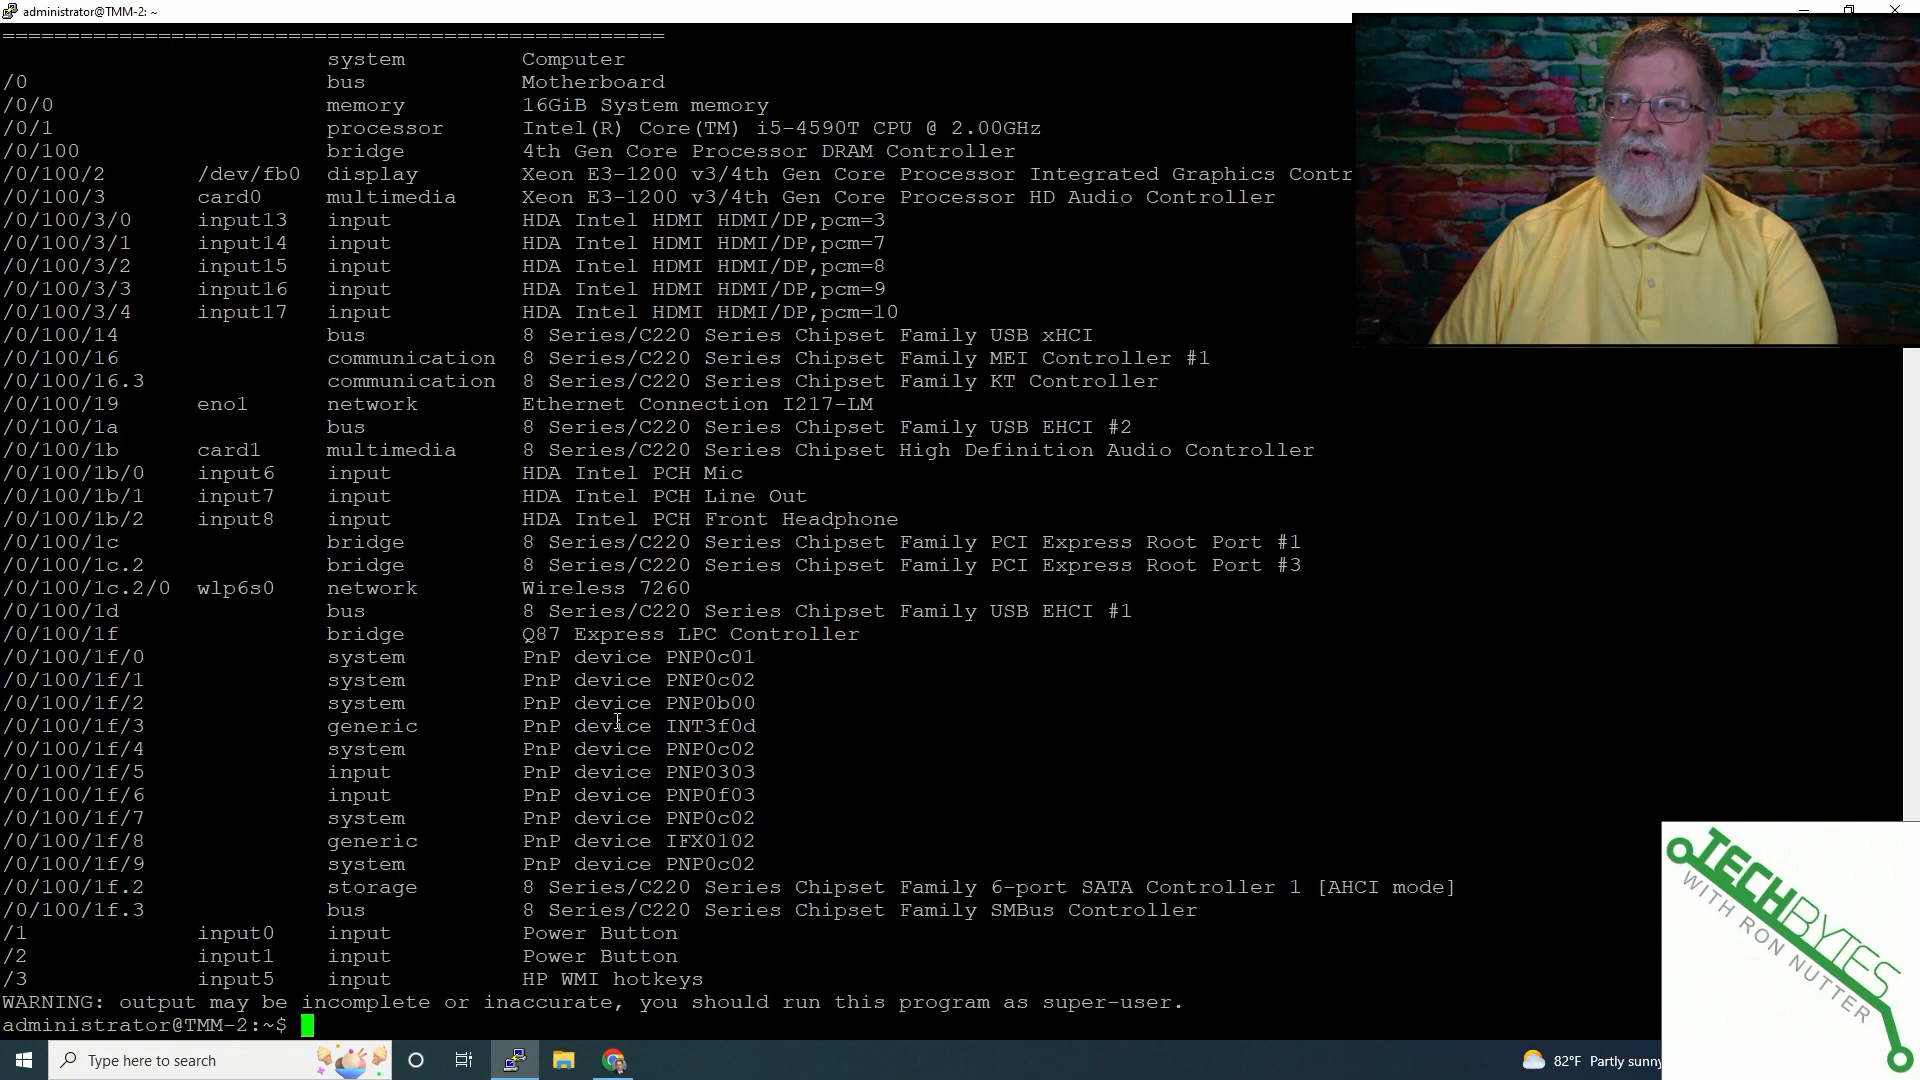 administrator@TMM-2: ~
===================================================
system Computer
/0 bus Motherboard
/0/0 memory 16GiB System memory
/0/1 processor Intel(R) Core(TM) i5-4590T CPU @ 2.00GHz
/0/100 bridge 4th Gen Core Processor DRAM Controller
/0/100/2 /dev/fb0 display Xeon E3-1200 v3/4th Gen Core Processor Integrated Graphics Contr
/0/100/3 card0 multimedia Xeon E3-1200 v3/4th Gen Core Processor HD Audio Controller
/0/100/3/0 input13 input HDA Intel HDMI HDMI/DP,pcm=3
/0/100/3/1 input14 input HDA Intel HDMI HDMI/DP,pcm=7
/0/100/3/2 input15 input HDA Intel HDMI HDMI/DP,pcm=8
/0/100/3/3 input16 input HDA Intel HDMI HDMI/DP,pcm=9
/0/100/3/4 input17 input HDA Intel HDMI HDMI/DP,pcm=10
/0/100/14 bus 8 Series/C220 Series Chipset Family USB xHCI
/0/100/16 communication 8 Series/C220 Series Chipset Family MEI Controller #1
/0/100/16.3 communication 8 Series/C220 Series Chipset Family KT Controller
/0/100/19 eno1 network Ethernet Connection I217-LM
/0/100/1a bus 8 Series/C220 Series Chipset Family USB EHCI #2
/0/100/1b card1 multimedia 8 Series/C220 Series Chipset High Definition Audio Controller
/0/100/1b/0 input6 input HDA Intel PCH Mic
/0/100/1b/1 input7 input HDA Intel PCH Line Out
/0/100/1b/2 input8 input HDA Intel PCH Front Headphone
/0/100/1c bridge 8 Series/C220 Series Chipset Family PCI Express Root Port #1
/0/100/1c.2 bridge 8 Series/C220 Series Chipset Family PCI Express Root Port #3
/0/100/1c.2/0 wlp6s0 network Wireless 7260
/0/100/1d bus 8 Series/C220 Series Chipset Family USB EHCI #1
/0/100/1f bridge Q87 Express LPC Controller
/0/100/1f/0 system PnP device PNP0c01
/0/100/1f/1 system PnP device PNP0c02
/0/100/1f/2 system PnP device PNP0b00
/0/100/1f/3 generic PnP device INT3f0d
/0/100/1f/4 system PnP device PNP0c02
/0/100/1f/5 input PnP device PNP0303
/0/100/1f/6 input PnP device PNP0f03
/0/100/1f/7 system PnP device PNP0c02
/0/100/1f/8 generic PnP device IFX0102
/0/100/1f/9 system PnP device PNP0c02
/0/100/1f.2 storage 8 Series/C220 Series Chipset Family 6-port SATA Controller 1 [AHCI mode]
/0/100/1f.3 bus 8 Series/C220 Series Chipset Family SMBus Controller
/1 input0 input Power Button
/2 input1 input Power Button
/3 input5 input HP WMI hotkeys
WARNING: output may be incomplete or inaccurate, you should run this program as super-user.
administrator@TMM-2:~$
TECHBYTES
WITH RON NUTTER
Type here to search
82°F Partly sunny